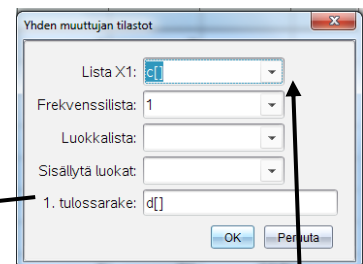 Yhden muuttujan tilastot
Lista X1: c[]
Frekvenssilista: 1
Luokkalista:
Sisällytä luokat:
1. tulossarake: d[]
OK Peruuta